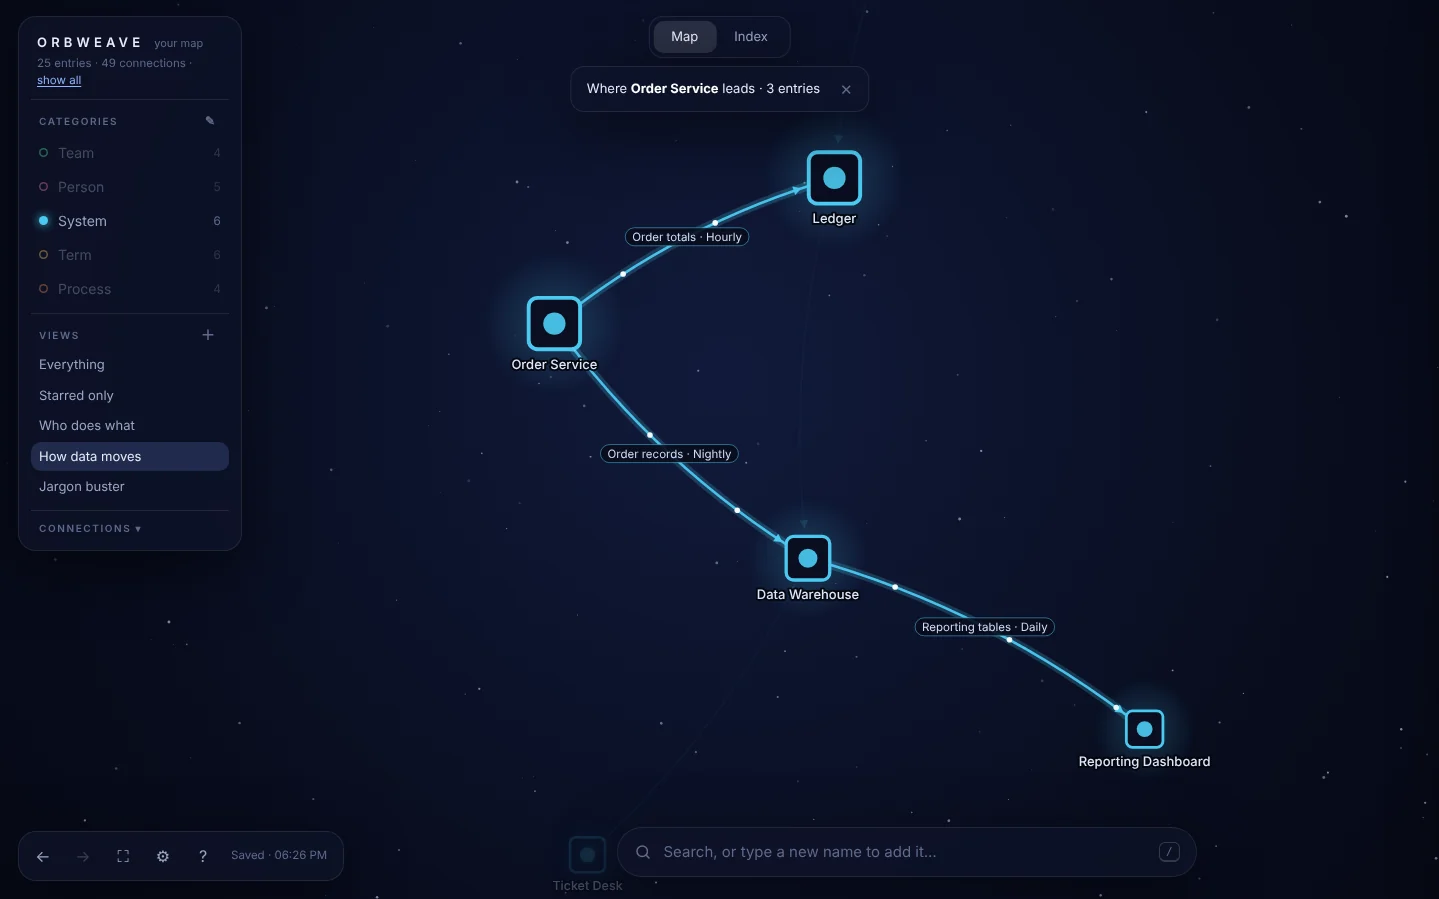 ORBWEAVE your map
25 entries · 49 connections ·
show all
CATEGORIES
Team 4
Person 5
System 6
Term 6
Process 4
VIEWS
Everything
Starred only
Who does what
How data moves
Jargon buster
CONNECTIONS
Map Index
Where Order Service leads · 3 entries
Ledger
Order totals · Hourly
Order Service
Order records · Nightly
Data Warehouse
Reporting tables · Daily
Reporting Dashboard
Ticket Desk
? Saved · 06:26 PM
Search, or type a new name to add it... /